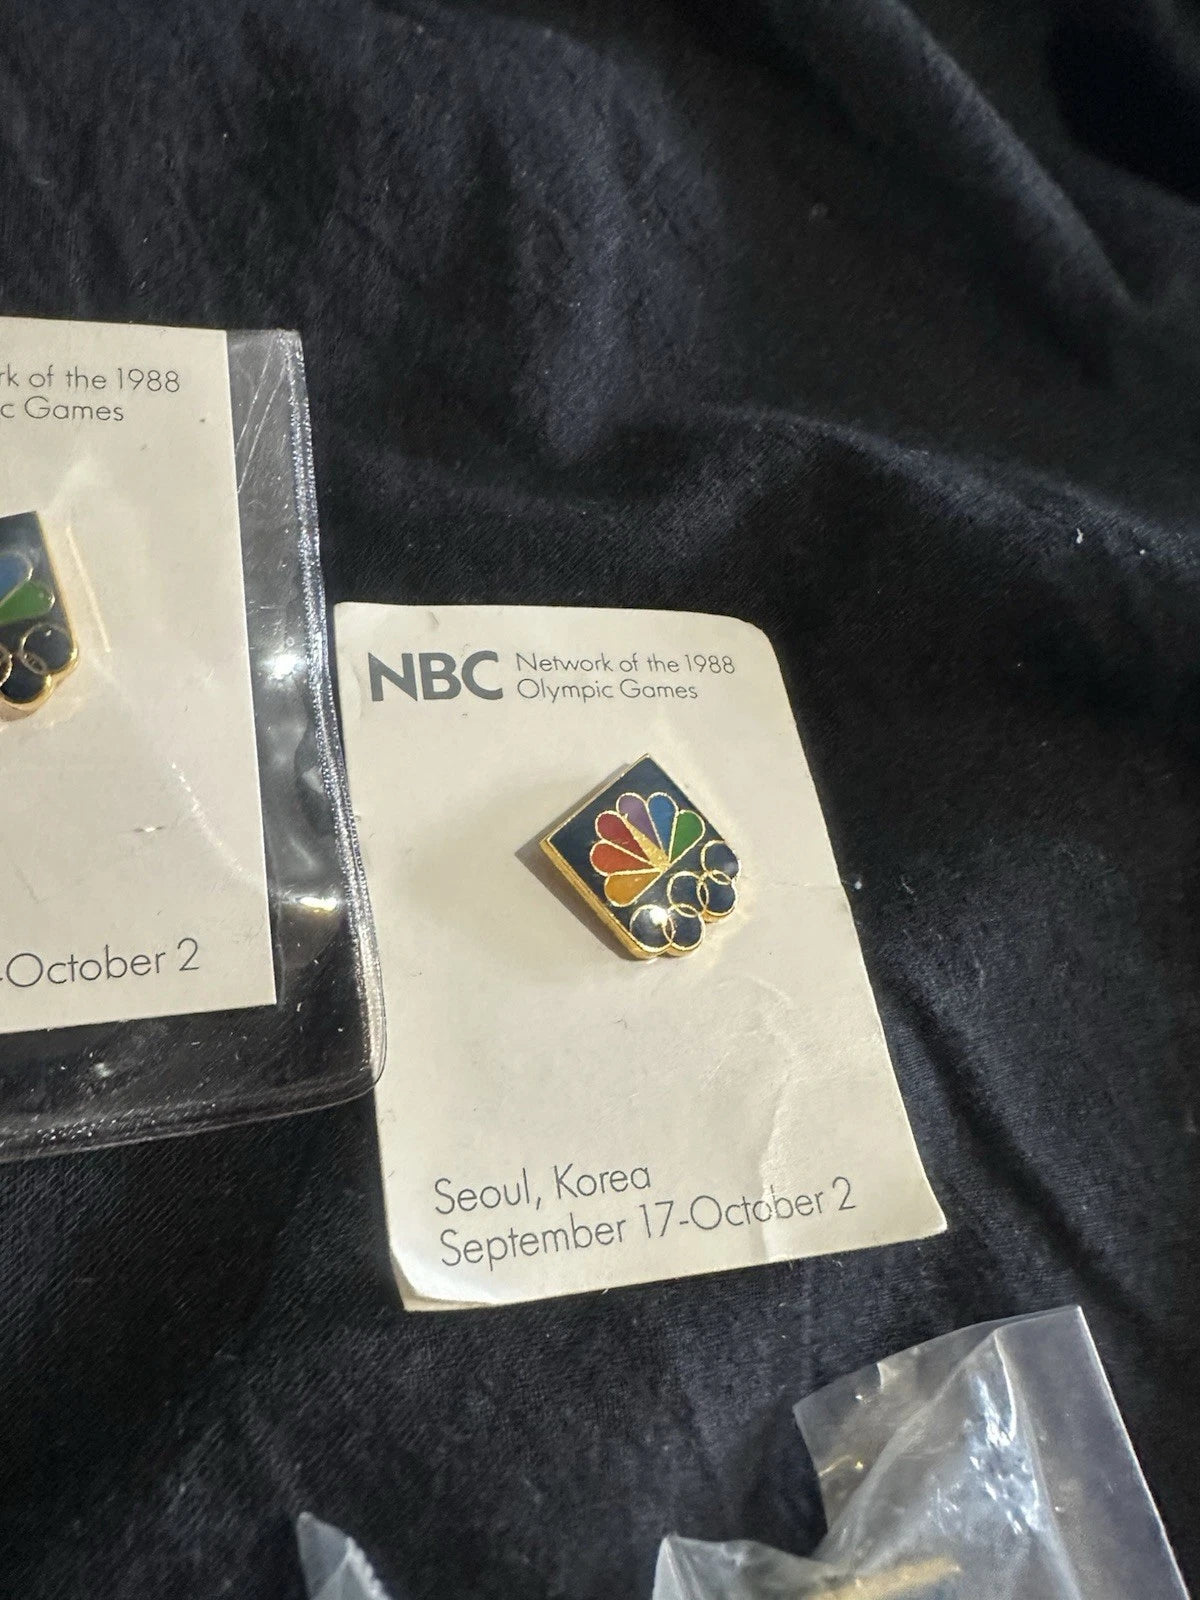 rk of the 1988
c Games
-October 2
NBC Network of the 1988
Olympic Games
Seoul, Korea
September 17-October 2